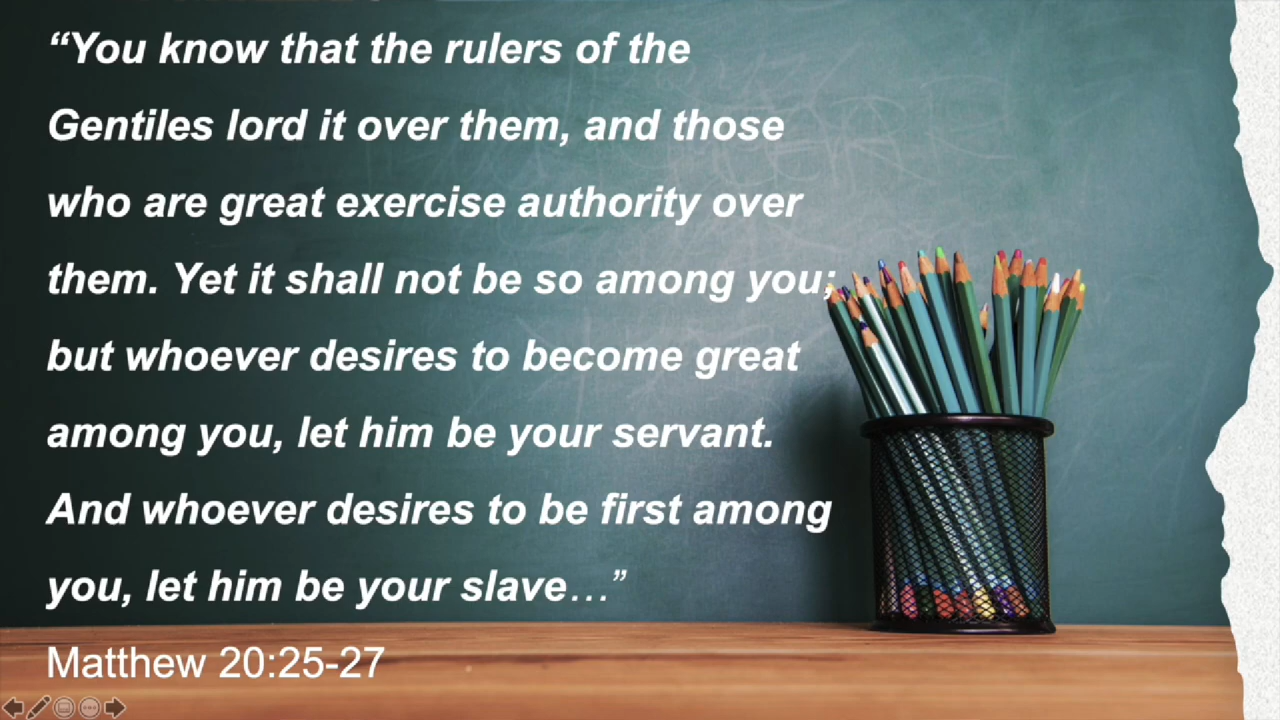 “You know that the rulers of the
Gentiles lord it over them, and those
who are great exercise authority over
them. Yet it shall not be so among you;
but whoever desires to become great
among you, let him be your servant.
And whoever desires to be first among
you, let him be your slave…”
Matthew 20:25-27